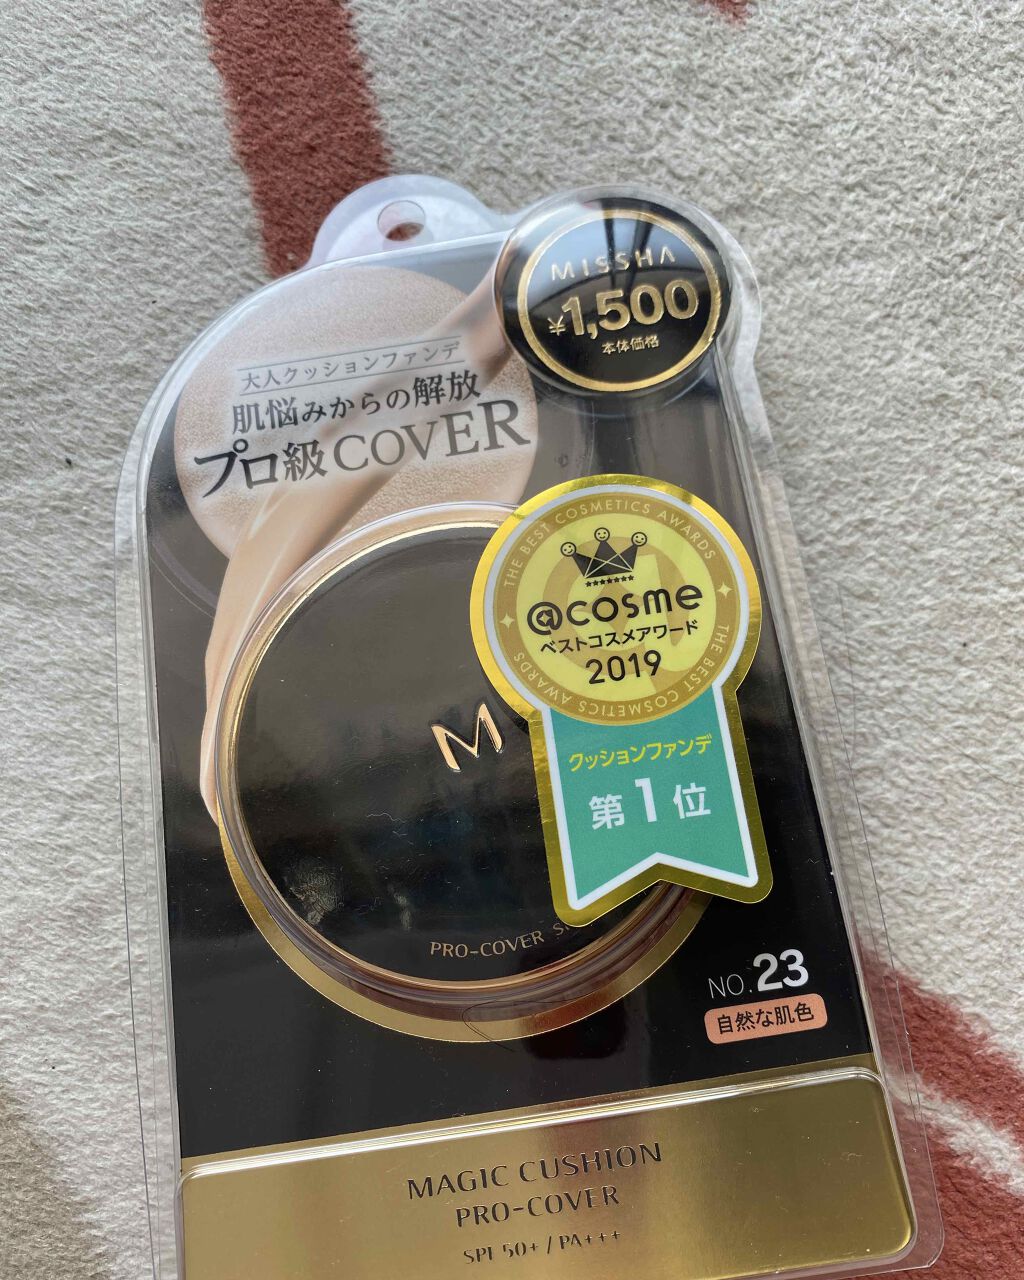 MISSHA
¥1,500
本体価格
大人クッションファンデ
肌悩みからの解放
プロ級COVER
THE BEST COSMETICS AWARDS
@cosme
ベストコスメアワード
2019
THE BEST COSMETICS AWARDS
クッションファンデ
第1位
M
PRO-COVER
NO.23
自然な肌色
MAGIC CUSHION
PRO-COVER
SPF 50+ / PA+++